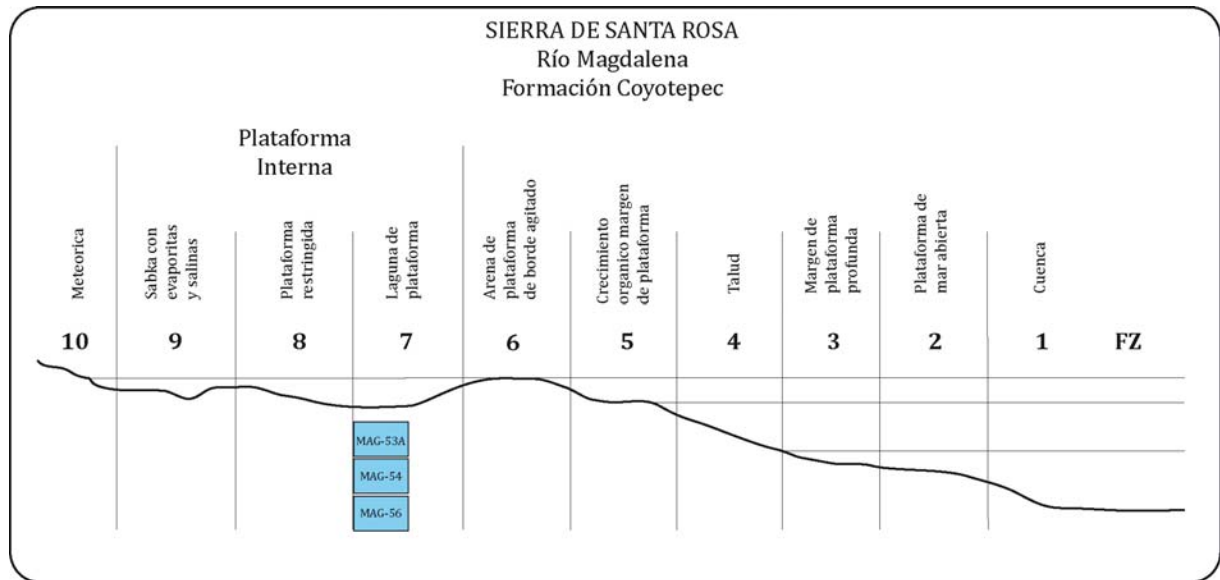 SIERRA DE SANTA ROSA
Río Magdalena
Formación Coyotepec
Plataforma
Interna
Meteorica
Sabka con
evaporitas
y salinas
Plataforma
restringida
Laguna de
plataforma
Arena de
plataforma
de borde agitado
Crecimiento
organico margen
de plataforma
Talud
Margen de
plataforma
profunda
Plataforma de
mar abierta
Cuenca
10 9 8 7 6 5 4 3 2 1 FZ
MAG-53A
MAG-54
MAG-56